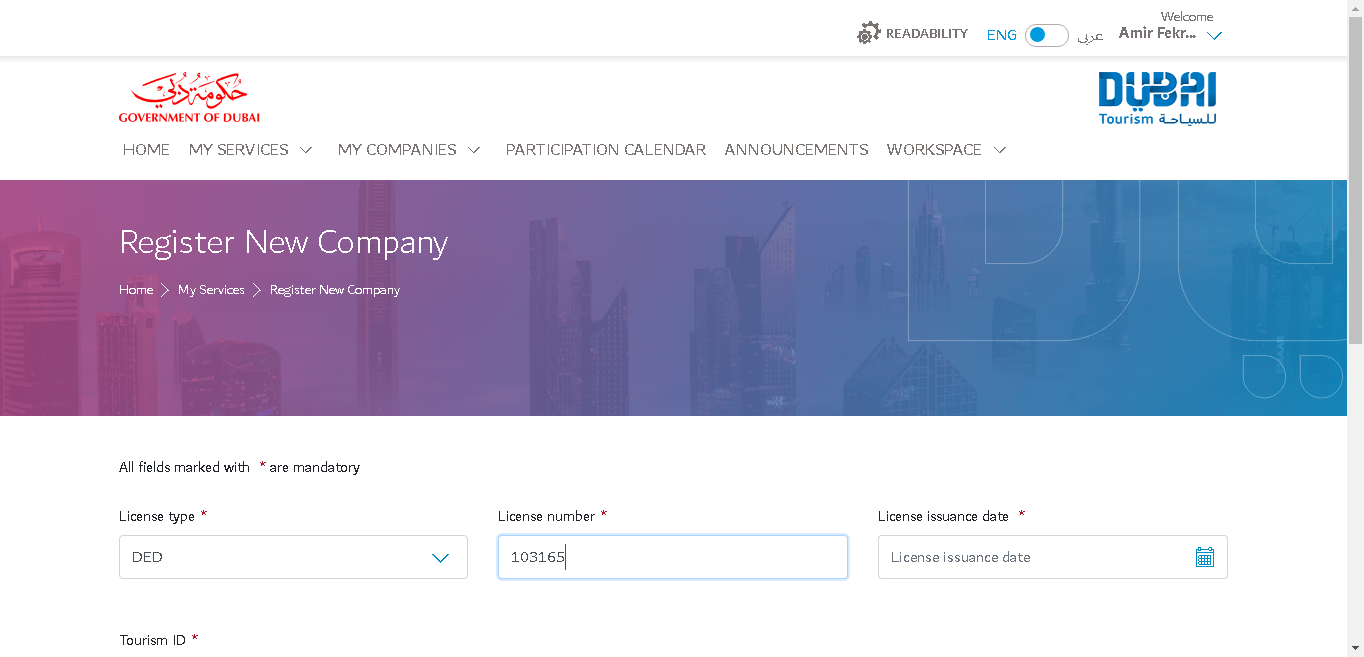 Welcome
READABILITY ENG عربي Amir Fekr...
حكومة دبي
GOVERNMENT OF DUBAI
DUBAI
Tourism للسياحة
HOME MY SERVICES MY COMPANIES PARTICIPATION CALENDAR ANNOUNCEMENTS WORKSPACE
Register New Company
Home My Services Register New Company
All fields marked with * are mandatory
License type * License number * License issuance date *
DED 103165 License issuance date
Tourism ID *